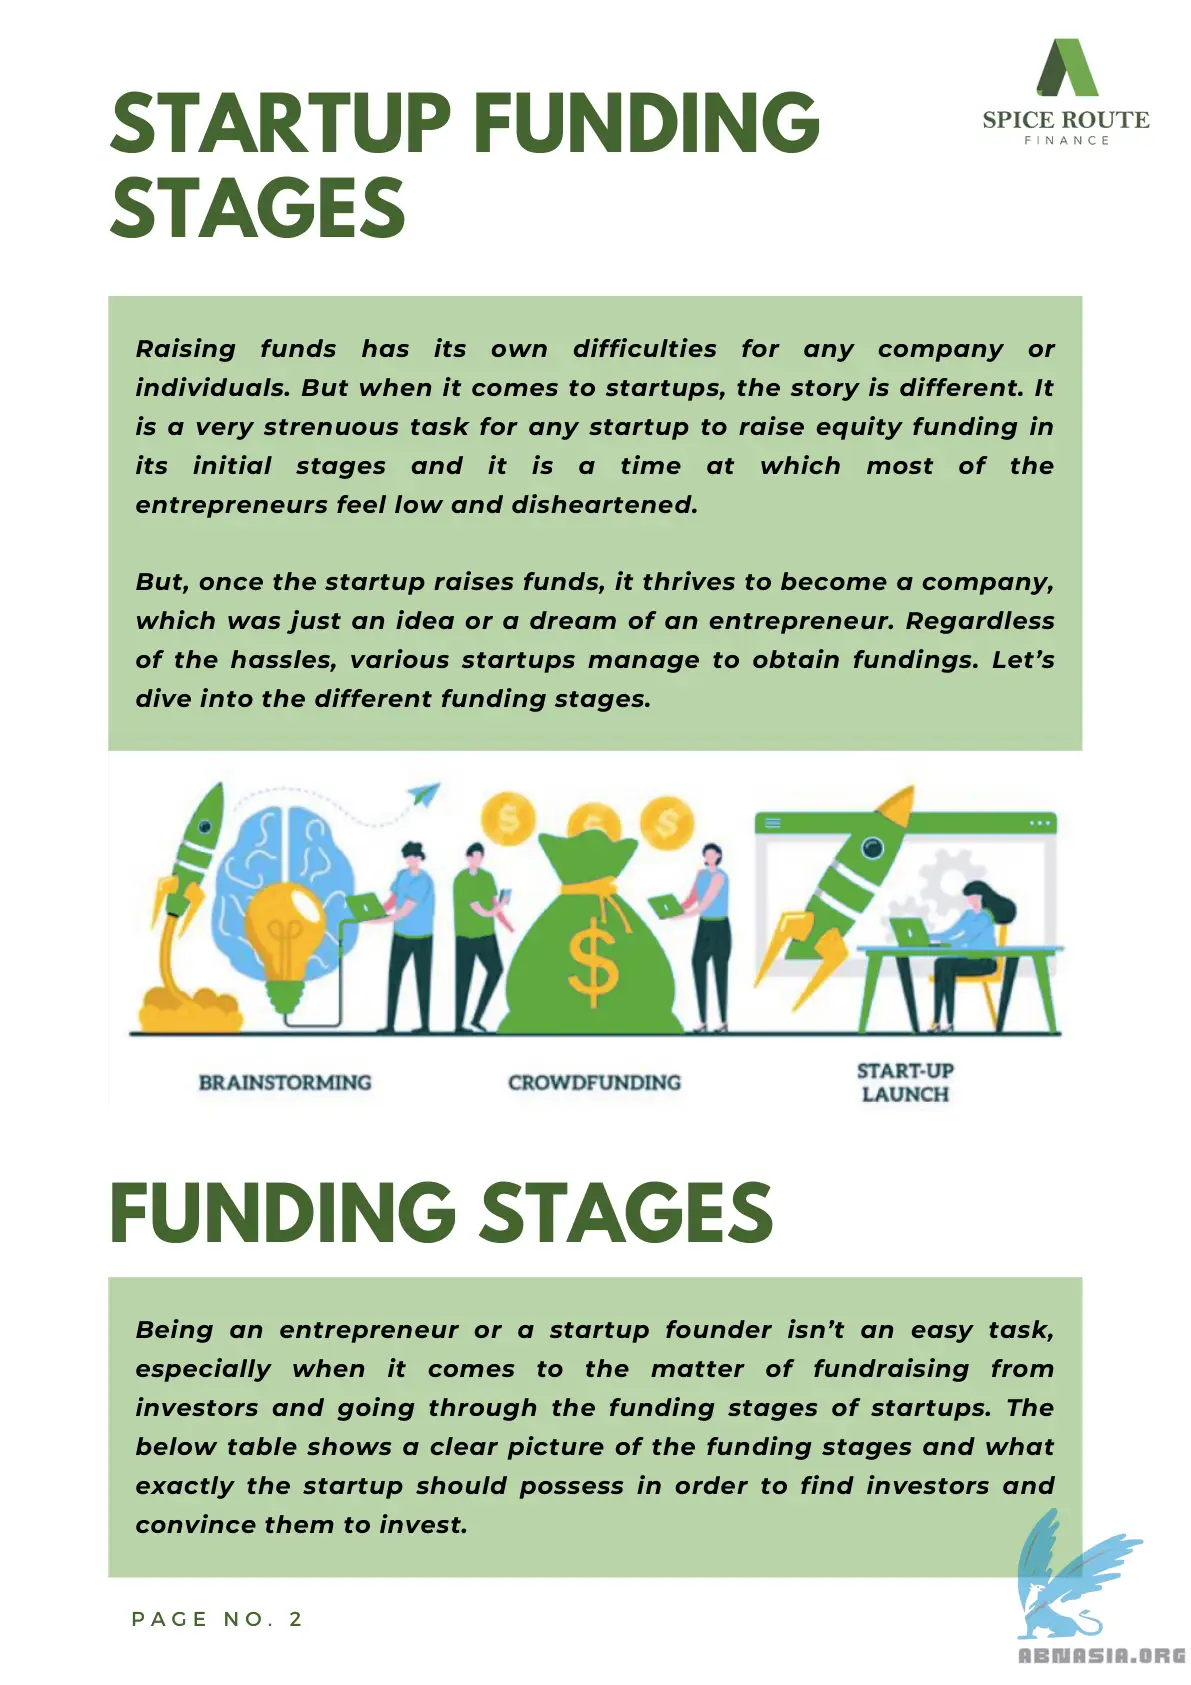 STARTUP FUNDING
STAGES
SPICE ROUTE
FINANCE
Raising funds has its own difficulties for any company or
individuals. But when it comes to startups, the story is different. It
is a very strenuous task for any startup to raise equity funding in
its initial stages and it is a time at which most of the
entrepreneurs feel low and disheartened.
But, once the startup raises funds, it thrives to become a company,
which was just an idea or a dream of an entrepreneur. Regardless
of the hassles, various startups manage to obtain fundings. Let’s
dive into the different funding stages.
$ $ $
$
BRAINSTORMING
CROWDFUNDING
START-UP
LAUNCH
FUNDING STAGES
Being an entrepreneur or a startup founder isn’t an easy task,
especially when it comes to the matter of fundraising from
investors and going through the funding stages of startups. The
below table shows a clear picture of the funding stages and what
exactly the startup should possess in order to find investors and
convince them to invest.
PAGE NO. 2
ABNASIA.ORG